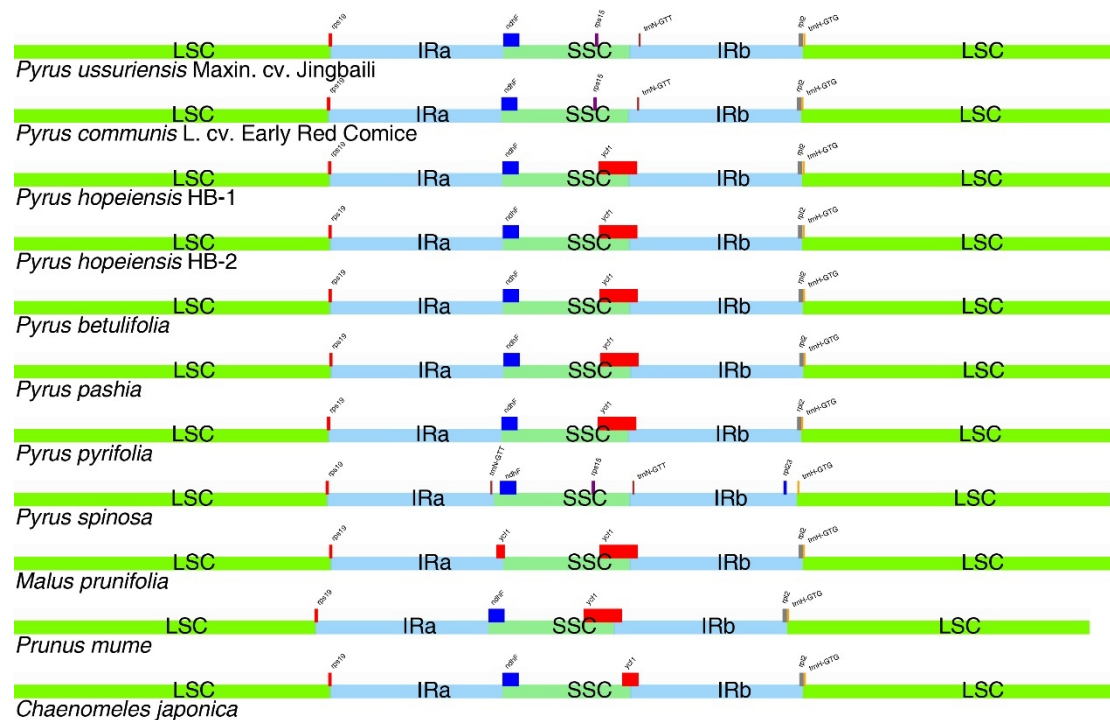 rps19 ndhF rps15 trnN-GTT rpl2 trnH-GTG
LSC IRa SSC IRb LSC
Pyrus ussuriensis Maxin. cv. Jingbaili
rps19 ndhF rps15 trnN-GTT rpl2 trnH-GTG
LSC IRa SSC IRb LSC
Pyrus communis L. cv. Early Red Comice
rps19 ndhF ycf1 rpl2 trnH-GTG
LSC IRa SSC IRb LSC
Pyrus hopeiensis HB-1
rps19 ndhF ycf1 rpl2 trnH-GTG
LSC IRa SSC IRb LSC
Pyrus hopeiensis HB-2
rps19 ndhF ycf1 rpl2 trnH-GTG
LSC IRa SSC IRb LSC
Pyrus betulifolia
rps19 ndhF ycf1 rpl2 trnH-GTG
LSC IRa SSC IRb LSC
Pyrus pashia
rps19 ndhF ycf1 rpl2 trnH-GTG
LSC IRa SSC IRb LSC
Pyrus pyrifolia
rps19 trnN-GTT ndhF rps15 trnN-GTT rpl23 trnH-GTG
LSC IRa SSC IRb LSC
Pyrus spinosa
rps19 ycf1 ycf1 rpl2 trnH-GTG
LSC IRa SSC IRb LSC
Malus prunifolia
rps19 ndhF ycf1 rpl2 trnH-GTG
LSC IRa SSC IRb LSC
Prunus mume
rps19 ndhF ycf1 rpl2 trnH-GTG
LSC IRa SSC IRb LSC
Chaenomeles japonica